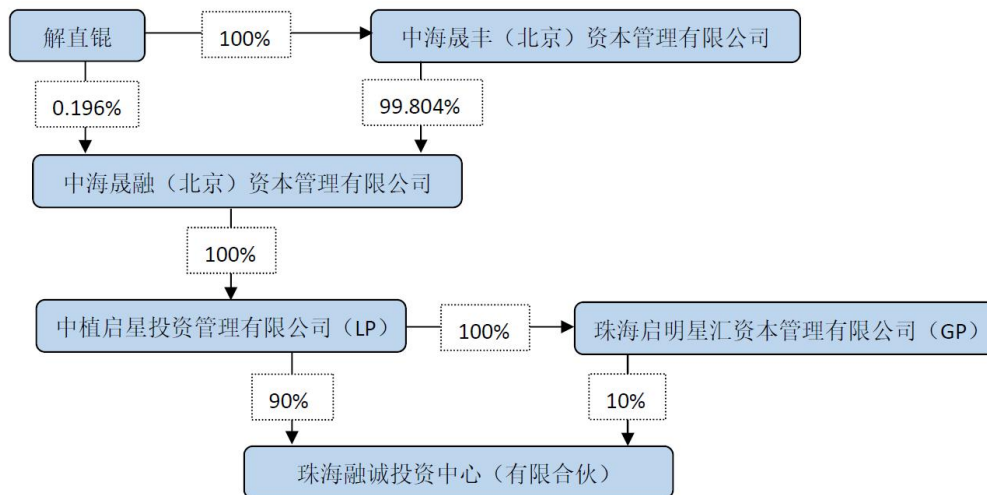 解直锟
100%
中海晟丰（北京）资本管理有限公司
0.196%
99.804%
中海晟融（北京）资本管理有限公司
100%
中植启星投资管理有限公司（LP）
100%
珠海启明星汇资本管理有限公司（GP）
90%
10%
珠海融诚投资中心（有限合伙）